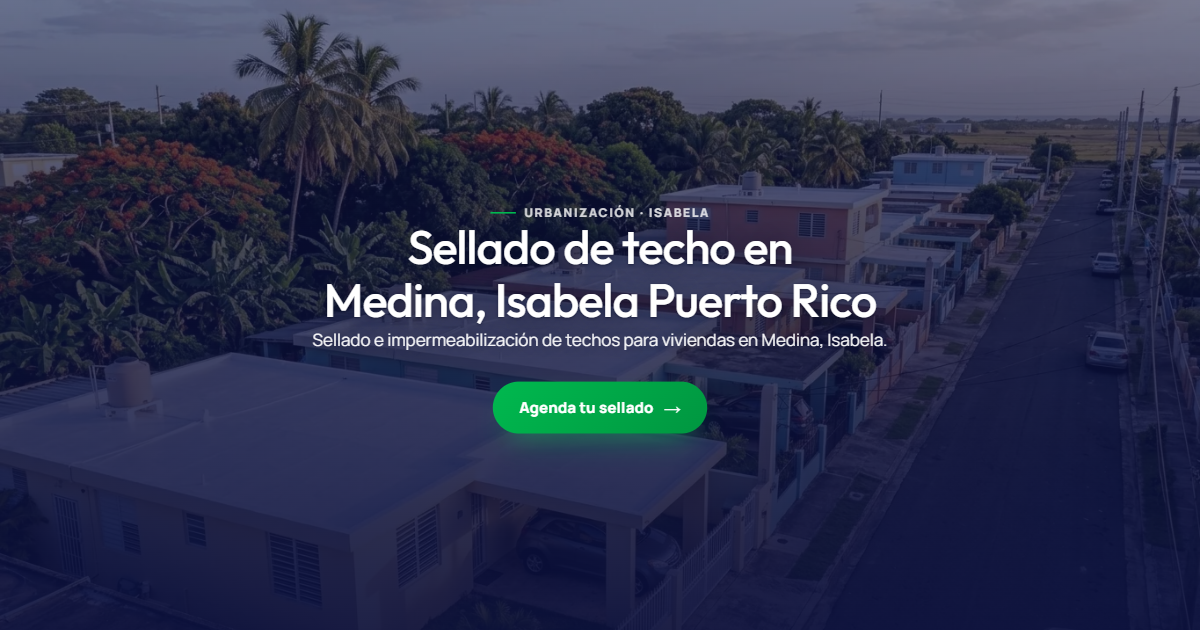 URBANIZACIÓN · ISABELA
Sellado de techo en
Medina, Isabela Puerto Rico
Sellado e impermeabilización de techos para viviendas en Medina, Isabela.
Agenda tu sellado →